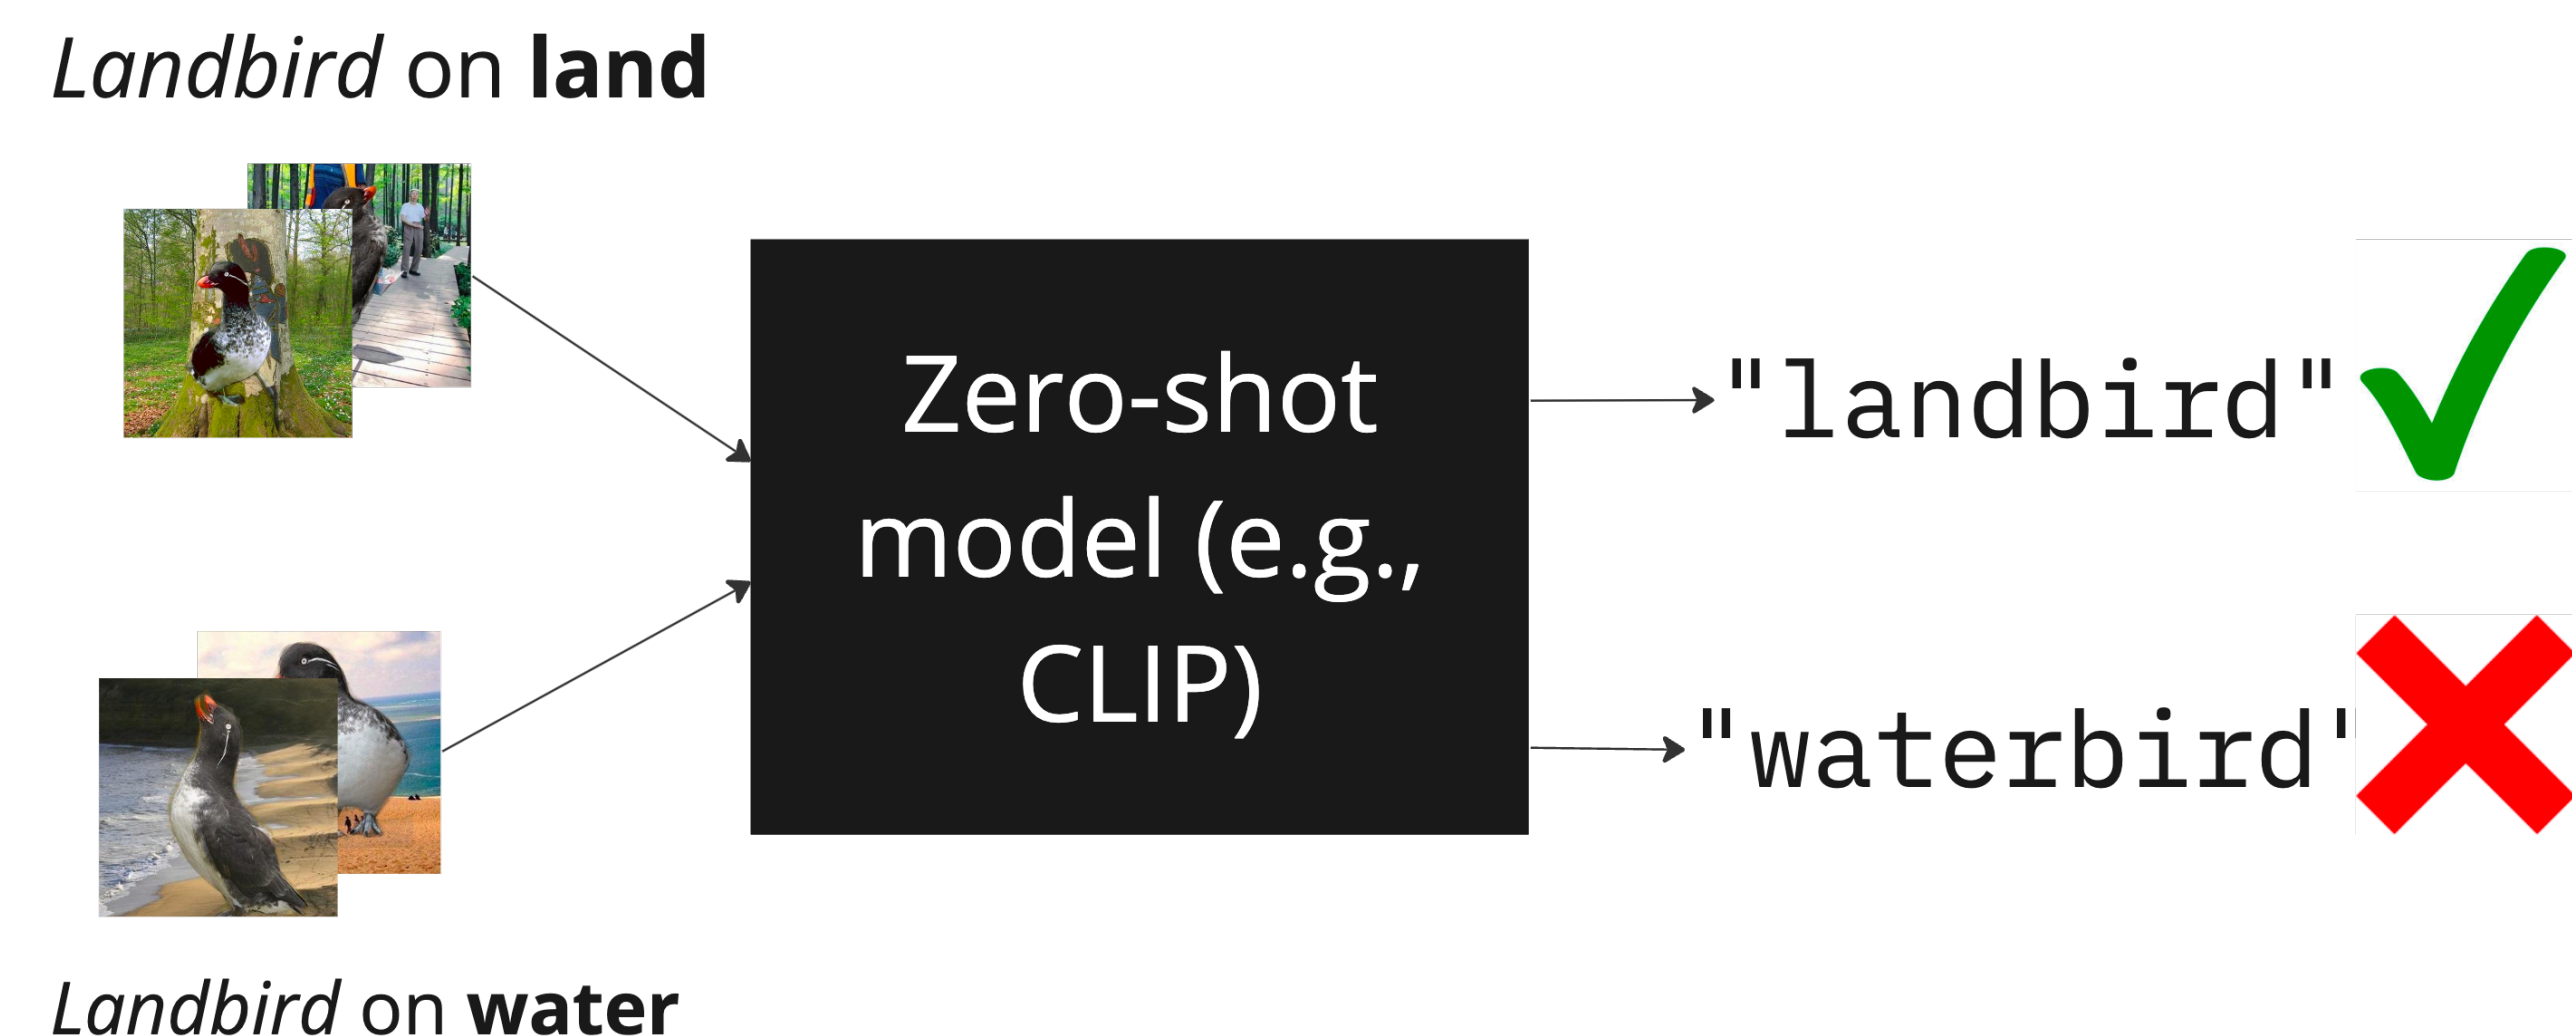 Landbird on land
Zero-shot
model (e.g.,
CLIP)
"landbird"
"waterbird'
Landbird on water